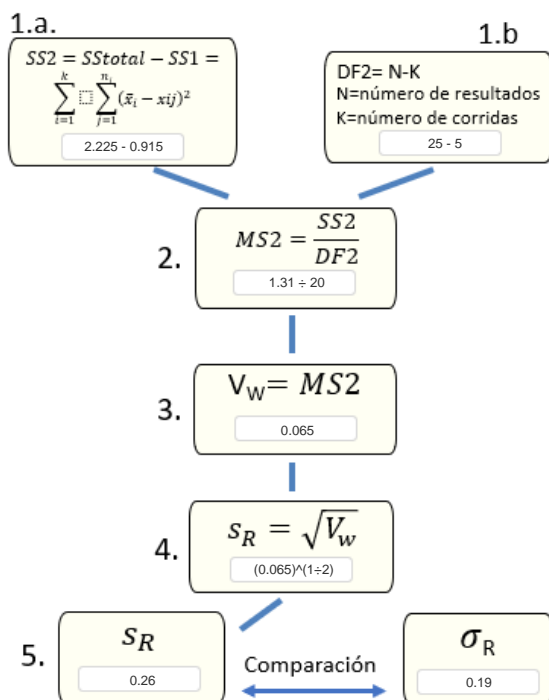 1.a.
SS2 = SStotal − SS1 =
k
∑ □ 
i=1
nᵢ
∑ (x̄ᵢ − xij)²
j=1
2.225 - 0.915
1.b
DF2= N-K
N=número de resultados
K=número de corridas
25 - 5
2.
MS2 = SS2
DF2
1.31 ÷ 20
3.
V_W= MS2
0.065
4.
s_R = √V_w
(0.065)^(1÷2)
5.
s_R
0.26
Comparación
σ_R
0.19